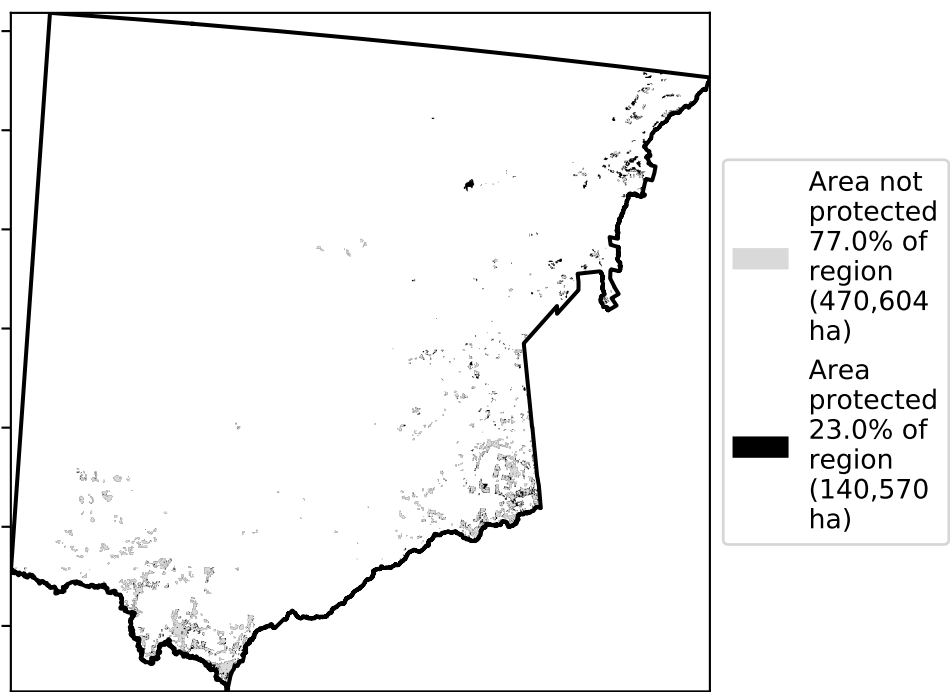 Area not
protected
77.0% of
region
(470,604
ha)
Area
protected
23.0% of
region
(140,570
ha)